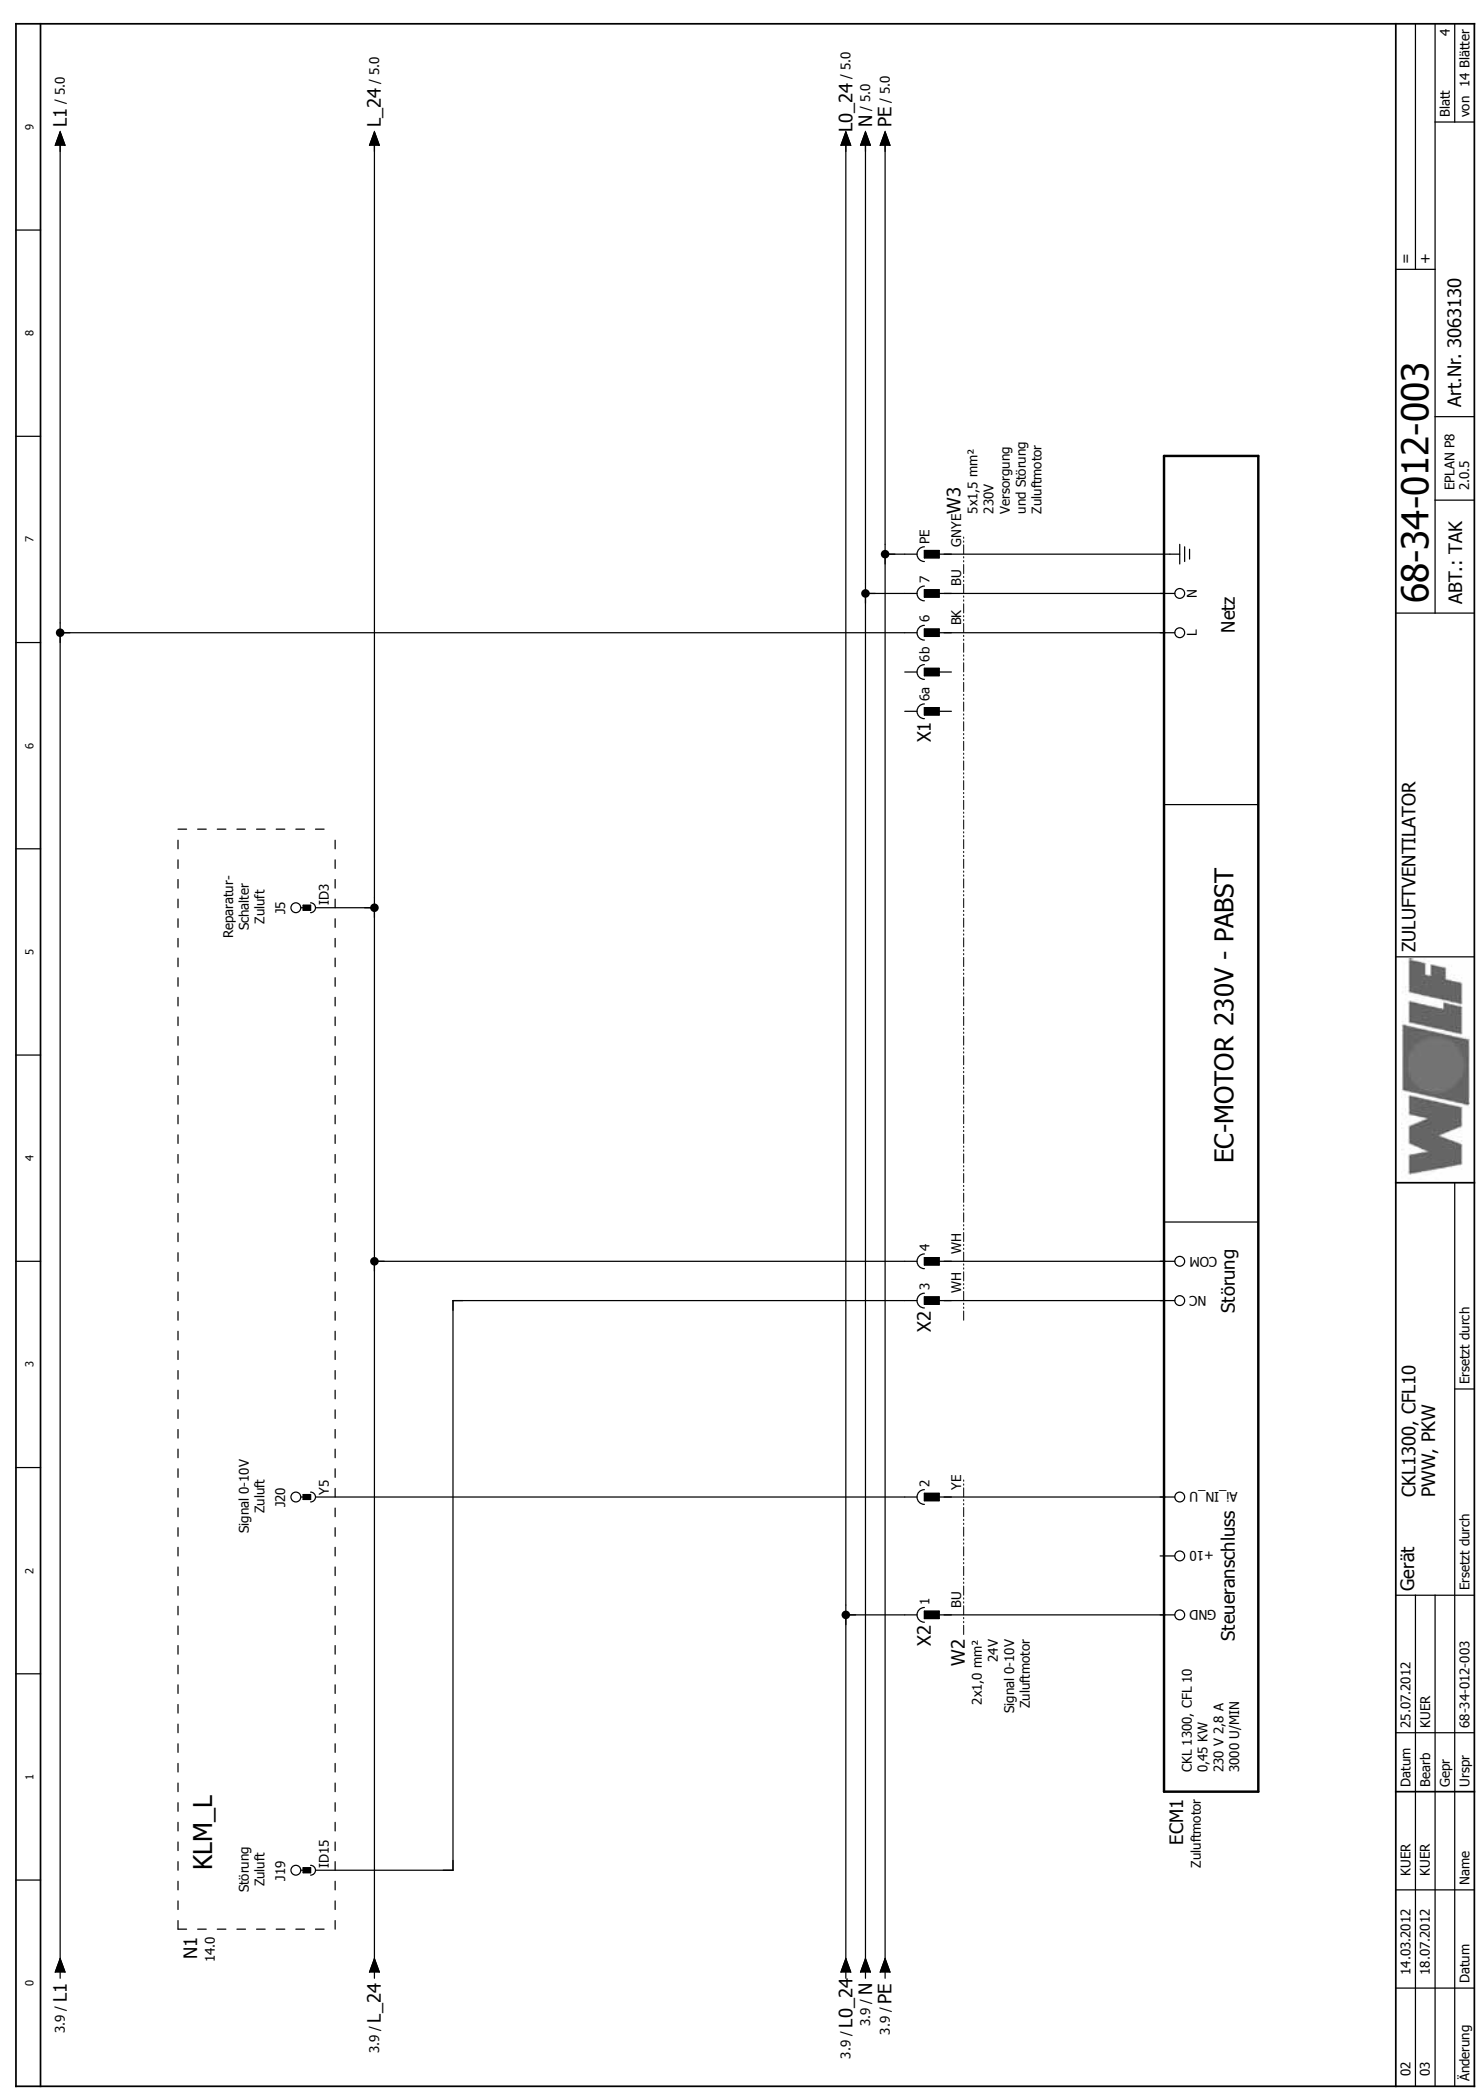 0 1 2 3 4 5 6 7 8 9
3.9 / L1
L1 / 5.0
N1
14.0
KLM_L
Störung
Zuluft
J19
ID15
Signal 0-10V
Zuluft
J20
Y5
Reparatur-
Schalter
Zuluft
J5
ID3
3.9 / L_24
L_24 / 5.0
3.9 / L0_24
L0_24 / 5.0
3.9 / N
N / 5.0
3.9 / PE
PE / 5.0
X2 1
2
X2 3
4
X1 6a
6b
6
7
PE
BU
YE
WH
WH
BK
BU
GNYE
W2
2x1,0 mm²
24V
Signal 0-10V
Zuluftmotor
W3
5x1,5 mm²
230V
Versorgung
und Störung
Zuluftmotor
ECM1
Zuluftmotor
CKL 1300, CFL 10
0,45 KW
230 V 2,8 A
3000 U/MIN
GND
+10
Ai_IN_U
Steueranschluss
NC
COM
Störung
EC-MOTOR 230V - PABST
L
N
Netz
02 14.03.2012 KUER
03 18.07.2012 KUER
Änderung Datum Name
Datum 25.07.2012
Bearb KUER
Gepr
Urspr 68-34-012-003
Gerät CKL1300, CFL10
PWW, PKW
Ersetzt durch
Ersetzt durch
WOLF
ZULUFTVENTILATOR
68-34-012-003
ABT.: TAK
EPLAN P8
2.0.5
Art.Nr. 3063130
=
+
Blatt 4
von 14 Blätter